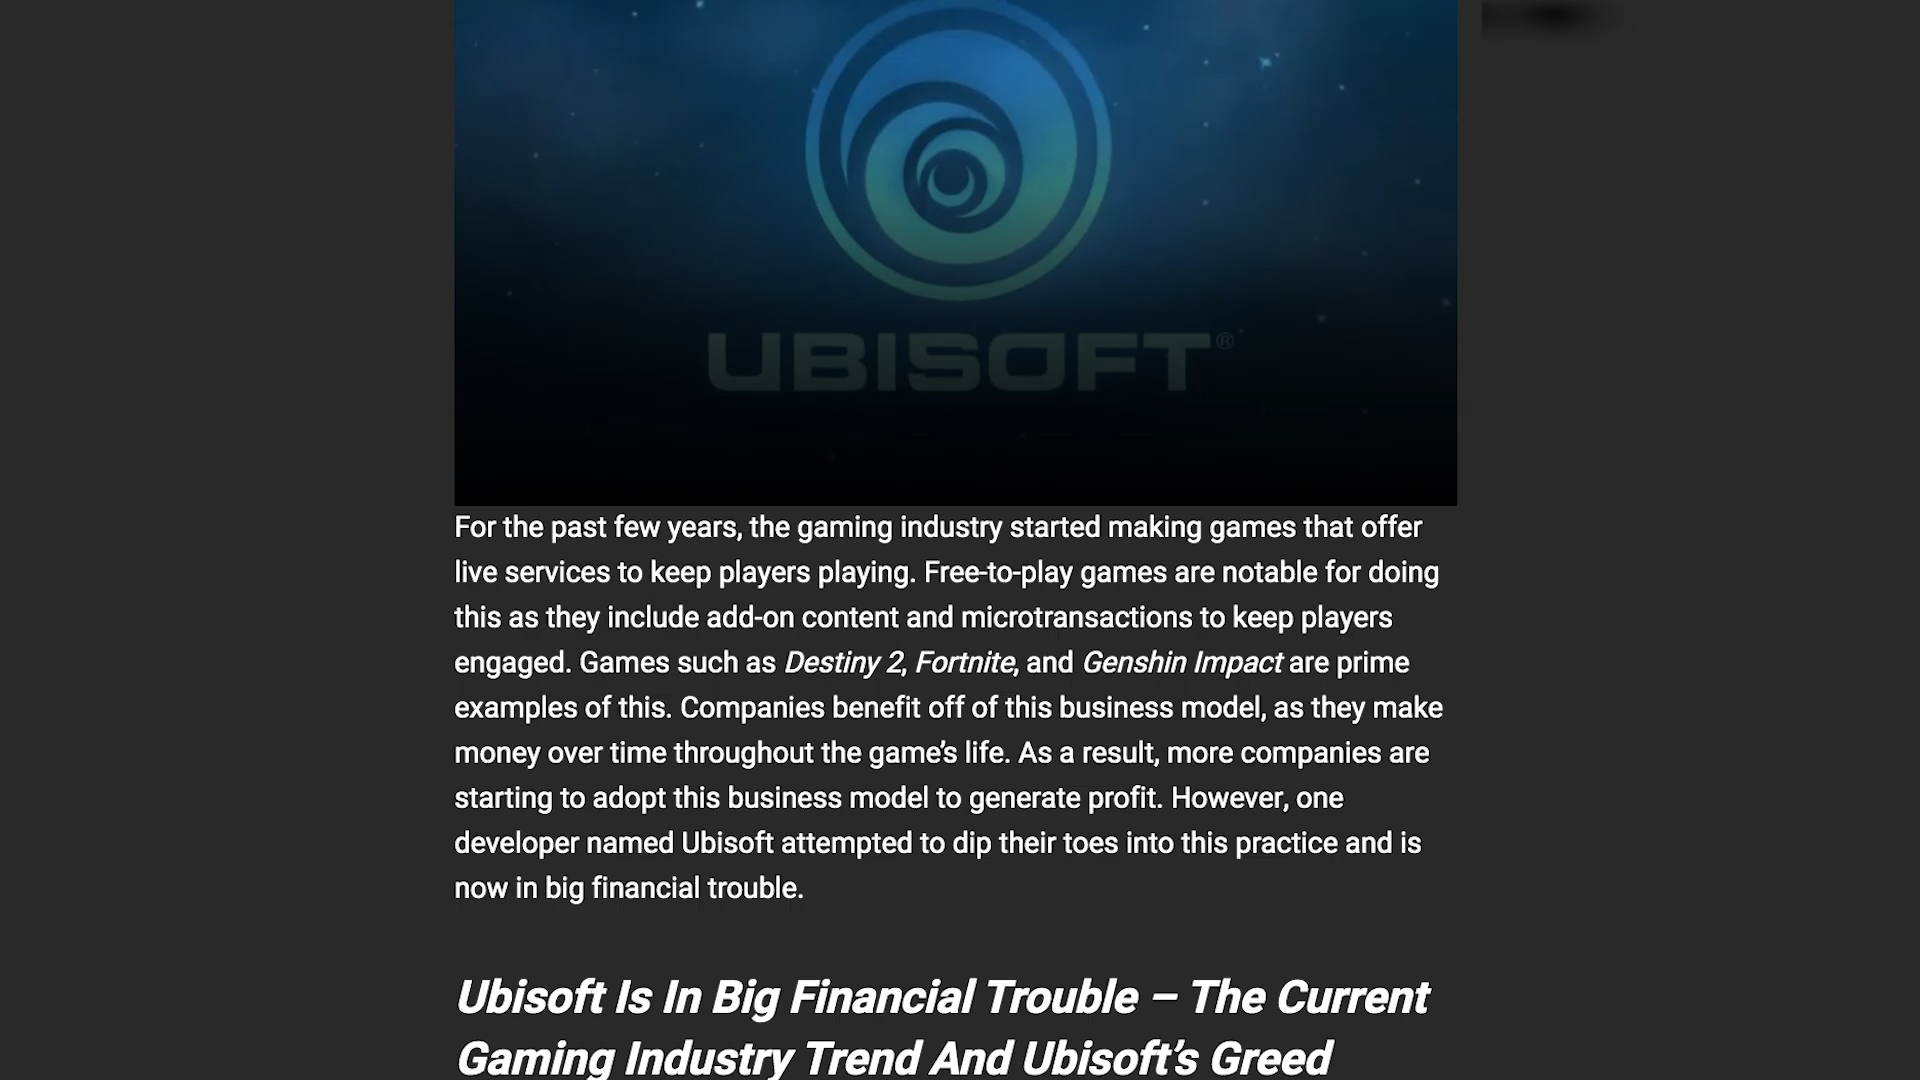 UBISOFT®
For the past few years, the gaming industry started making games that offer
live services to keep players playing. Free-to-play games are notable for doing
this as they include add-on content and microtransactions to keep players
engaged. Games such as Destiny 2, Fortnite, and Genshin Impact are prime
examples of this. Companies benefit off of this business model, as they make
money over time throughout the game’s life. As a result, more companies are
starting to adopt this business model to generate profit. However, one
developer named Ubisoft attempted to dip their toes into this practice and is
now in big financial trouble.
Ubisoft Is In Big Financial Trouble – The Current
Gaming Industry Trend And Ubisoft’s Greed